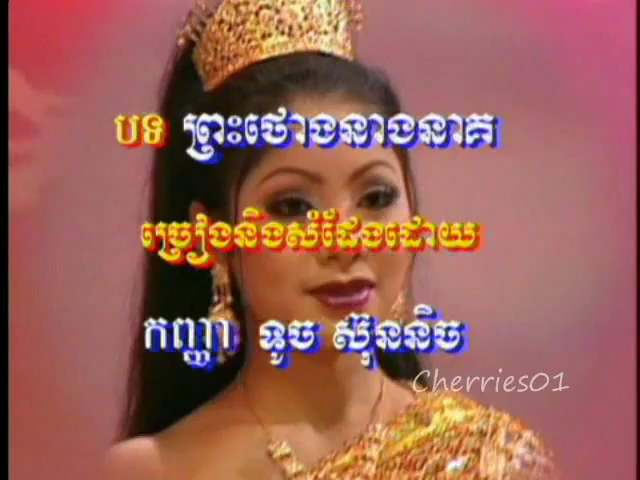 បទ ព្រះថោងនាងនាគ
ច្រៀងនិងសំដែងដោយ
កញ្ញា ទូច ស៊ុននិច
Cherries01